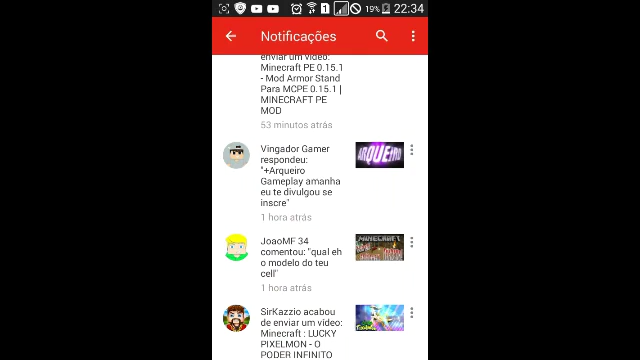 19% 22:34
Notificações
enviar um vídeo:
Minecraft PE 0.15.1
- Mod Armor Stand
Para MCPE 0.15.1 |
MINECRAFT PE
MOD
53 minutos atrás
Vingador Gamer
respondeu:
"+Arqueiro
Gameplay amanha
eu te divulgou se
inscre"
ARQUEIRO
1 hora atrás
JoaoMF 34
comentou: "qual eh
o modelo do teu
cell"
MINECRAFT
1 hora atrás
SirKazzio acabou
de enviar um vídeo:
Minecraft : LUCKY
PIXELMON - O
PODER INFINITO